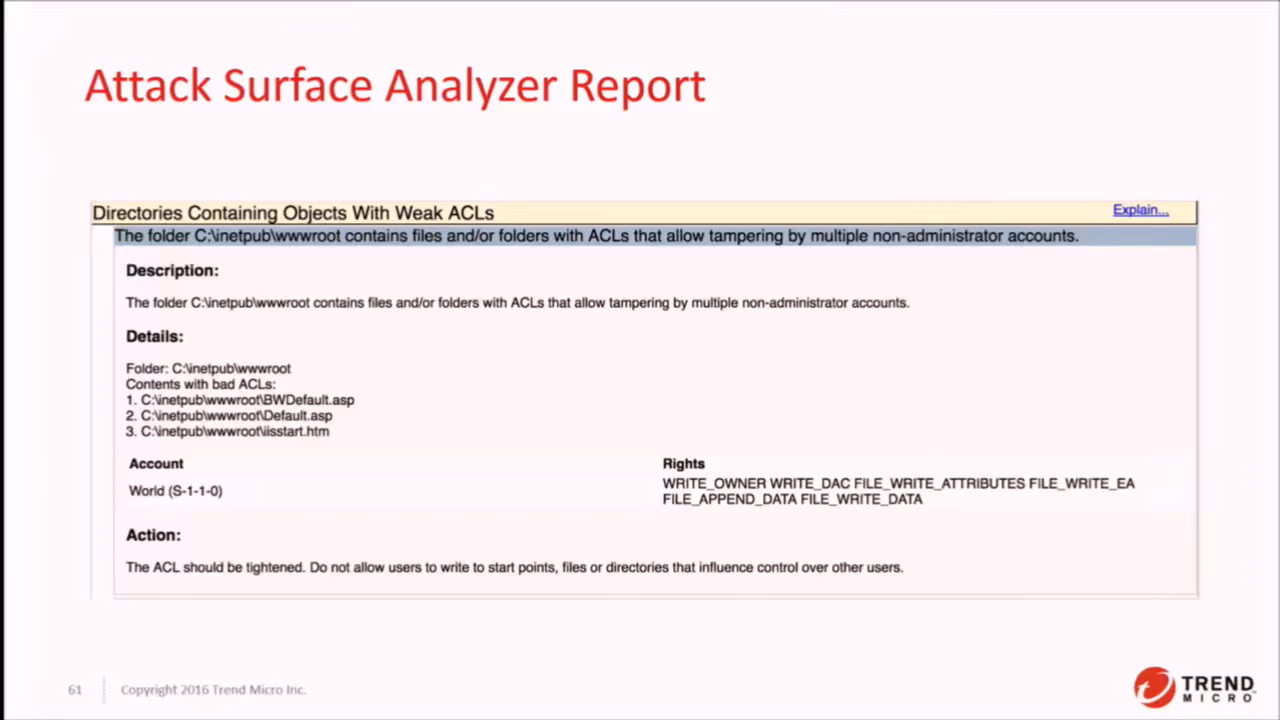 Attack Surface Analyzer Report
Directories Containing Objects With Weak ACLs
Explain...
The folder C:\inetpub\wwwroot contains files and/or folders with ACLs that allow tampering by multiple non-administrator accounts.
Description:
The folder C:\inetpub\wwwroot contains files and/or folders with ACLs that allow tampering by multiple non-administrator accounts.
Details:
Folder: C:\inetpub\wwwroot
Contents with bad ACLs:
1. C:\inetpub\wwwroot\BWDefault.asp
2. C:\inetpub\wwwroot\Default.asp
3. C:\inetpub\wwwroot\iisstart.htm
Account
Rights
World (S-1-1-0)
WRITE_OWNER WRITE_DAC FILE_WRITE_ATTRIBUTES FILE_WRITE_EA
FILE_APPEND_DATA FILE_WRITE_DATA
Action:
The ACL should be tightened. Do not allow users to write to start points, files or directories that influence control over other users.
61
Copyright 2016 Trend Micro Inc.
TREND
MICRO